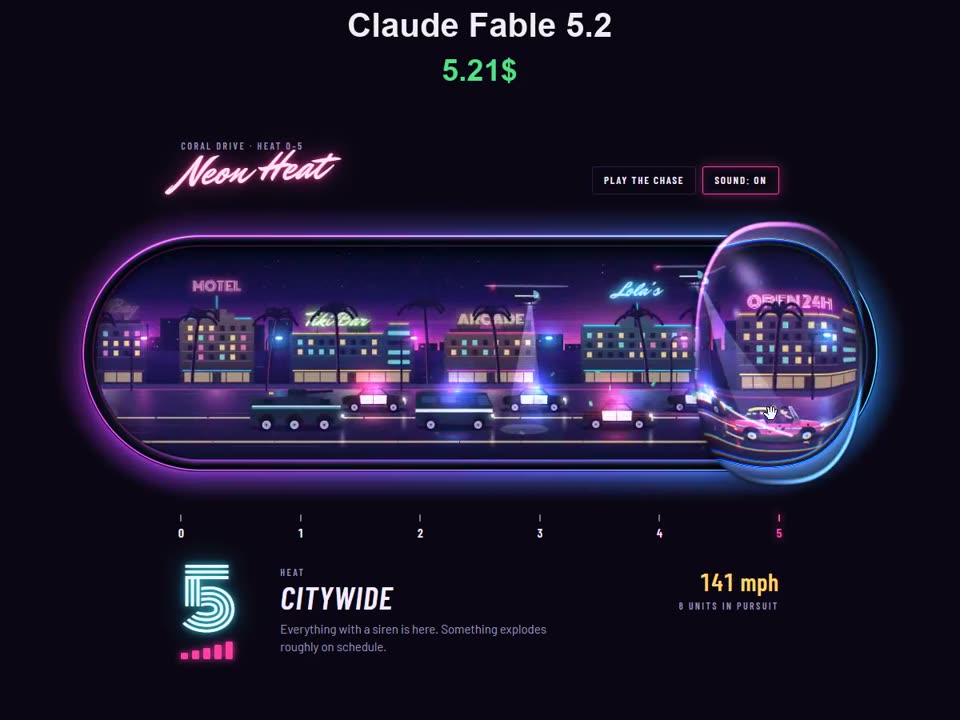 Claude Fable 5.2
5.21$
CORAL DRIVE · HEAT 0–5
Neon Heat
PLAY THE CHASE
SOUND: ON
MOTEL
Tiki Bar
ARCADE
Lola's
OPEN 24H
0 1 2 3 4 5
5
HEAT
CITYWIDE
Everything with a siren is here. Something explodes
roughly on schedule.
141 mph
8 UNITS IN PURSUIT